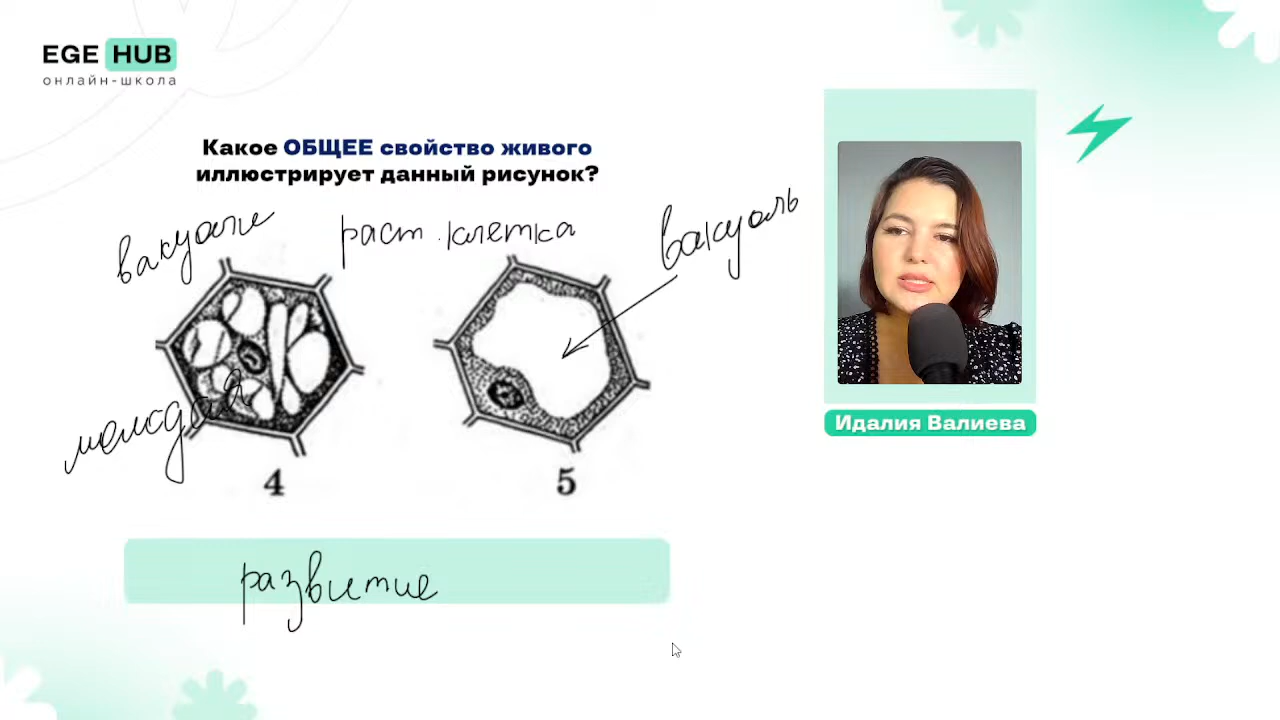 EGE HUB
онлайн-школа
Какое ОБЩЕЕ свойство живого
иллюстрирует данный рисунок?
вакуоли
раст. клетка
вакуоль
молодая
4
5
развитие
Идалия Валиева